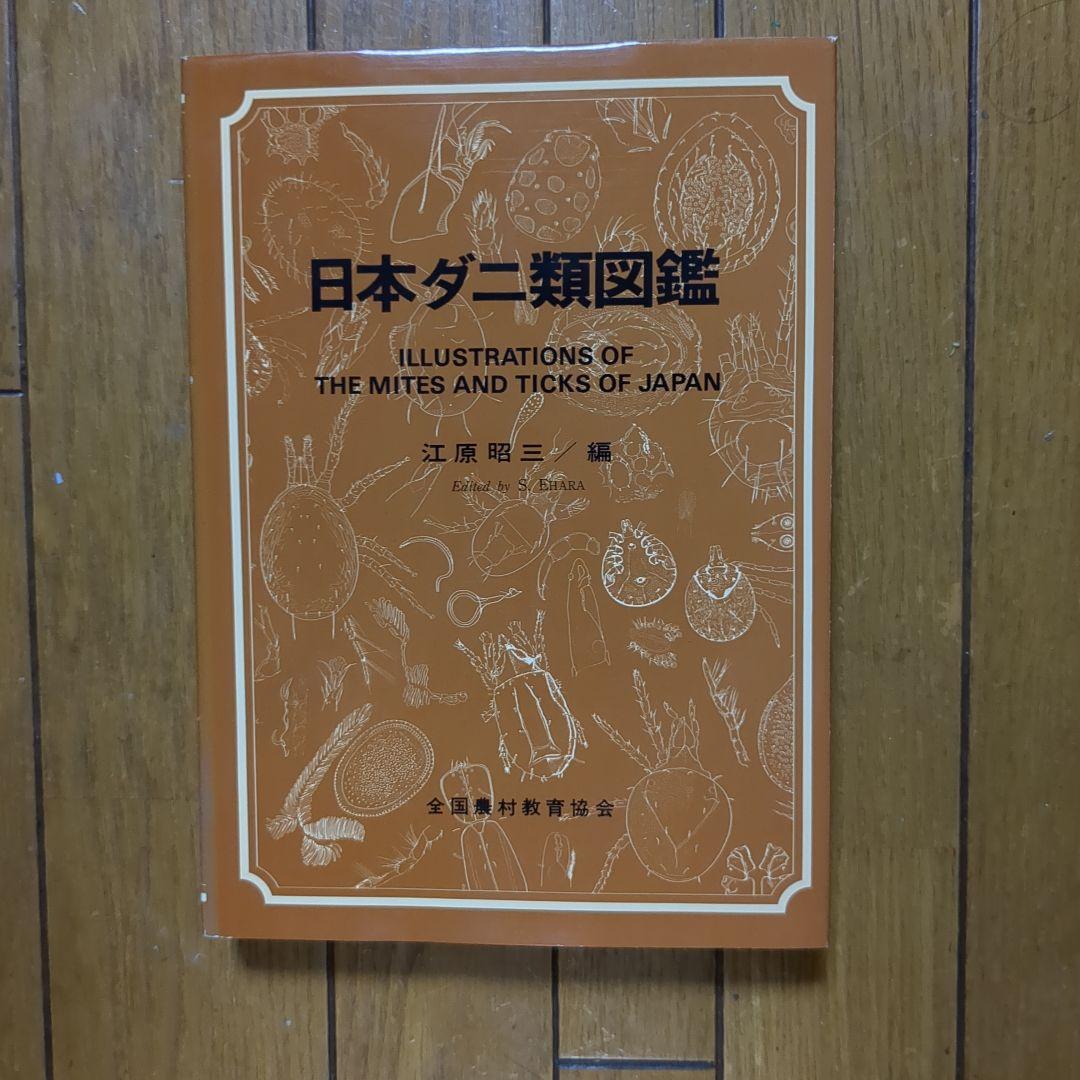 日本ダニ類図鑑
ILLUSTRATIONS OF
THE MITES AND TICKS OF JAPAN
江原昭三／編
Edited by S. EHARA
全国農村教育協会